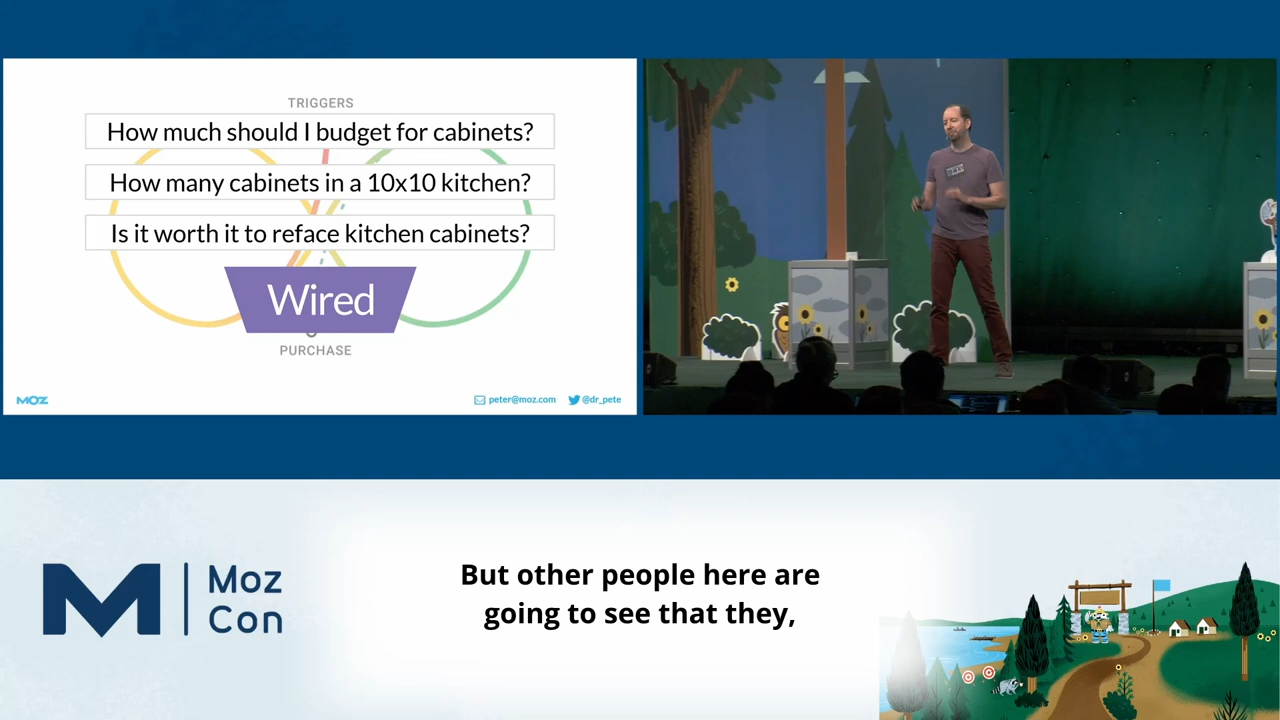 TRIGGERS
How much should I budget for cabinets?
How many cabinets in a 10x10 kitchen?
Is it worth it to reface kitchen cabinets?
Wired
PURCHASE
MOZ
peter@moz.com
@dr_pete
M
Moz
Con
But other people here are
going to see that they,